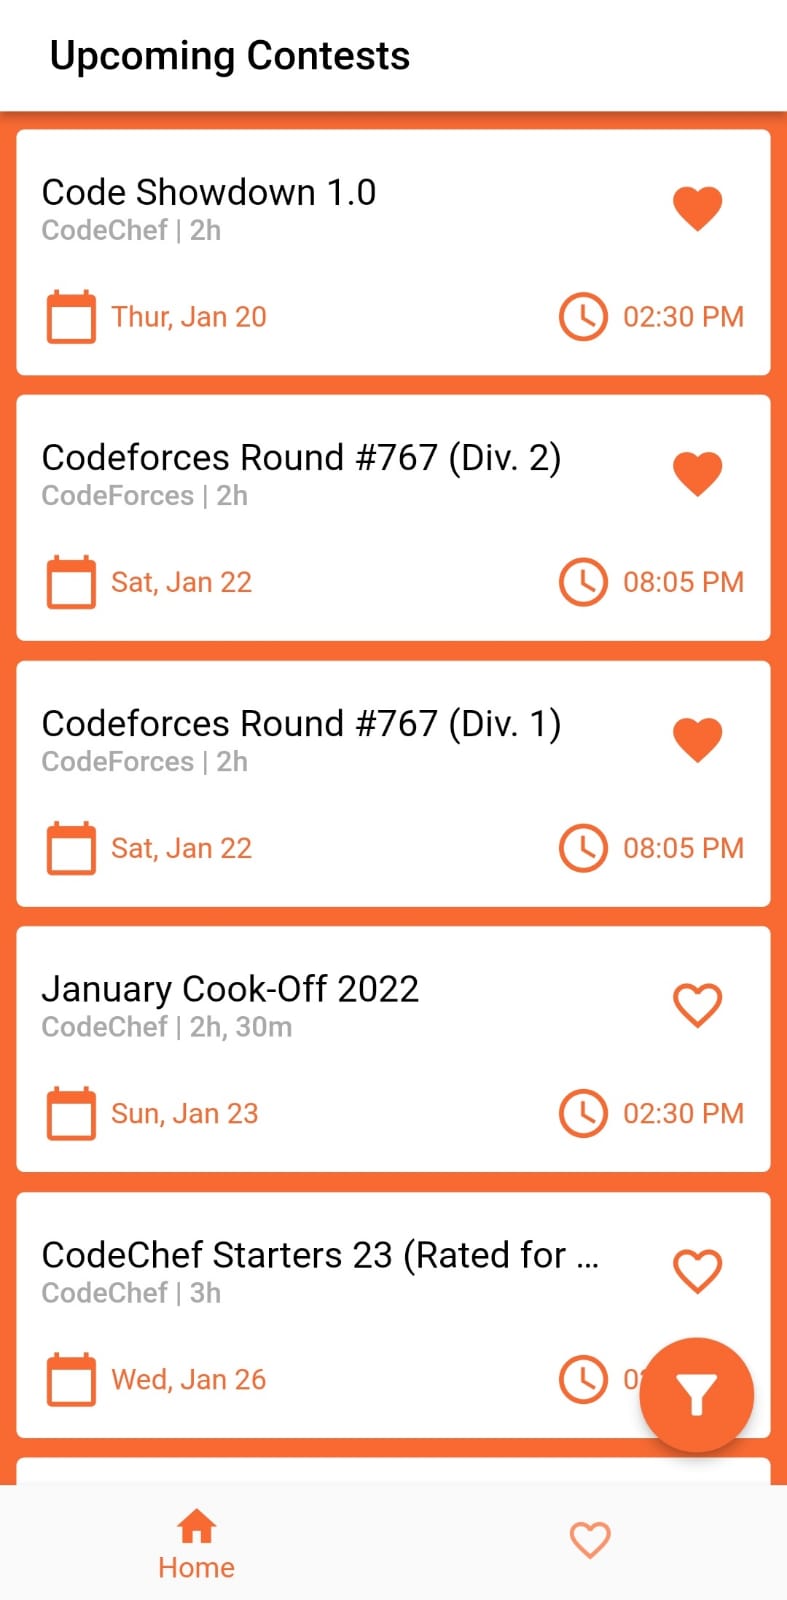 Upcoming Contests
Code Showdown 1.0
CodeChef | 2h
Thur, Jan 20
02:30 PM
Codeforces Round #767 (Div. 2)
CodeForces | 2h
Sat, Jan 22
08:05 PM
Codeforces Round #767 (Div. 1)
CodeForces | 2h
Sat, Jan 22
08:05 PM
January Cook-Off 2022
CodeChef | 2h, 30m
Sun, Jan 23
02:30 PM
CodeChef Starters 23 (Rated for ...
CodeChef | 3h
Wed, Jan 26
Home